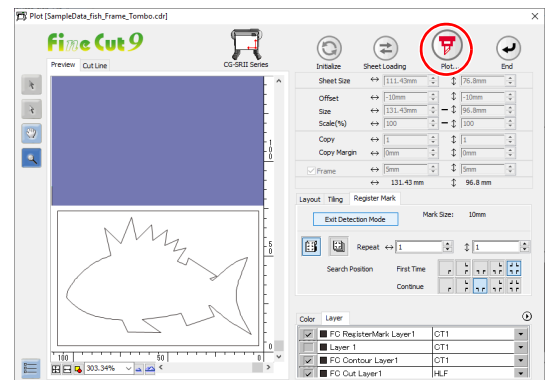 Plot [SampleData_fish_Frame_Tombo.cdr]
Fine Cut 9
CG-SRII Series
Initialize
Sheet Loading
Plot...
End
Preview
Cut Line
Sheet Size 111.43mm 76.8mm
Offset -10mm -10mm
Size 131.43mm 96.8mm
Scale(%) 100 100
Copy 1 1
Copy Margin 0mm 0mm
Frame 5mm 5mm
131.43 mm 96.8 mm
Layout Tiling Register Mark
Exit Detection Mode Mark Size: 10mm
Repeat 1 1
Search Position First Time
Continue
100
50
0
100 50 0
303.34%
Color Layer
FC RegisterMark Layer1 CT1
Layer 1 CT1
FC Contour Layer1 CT1
FC Cut Layer1 HLF